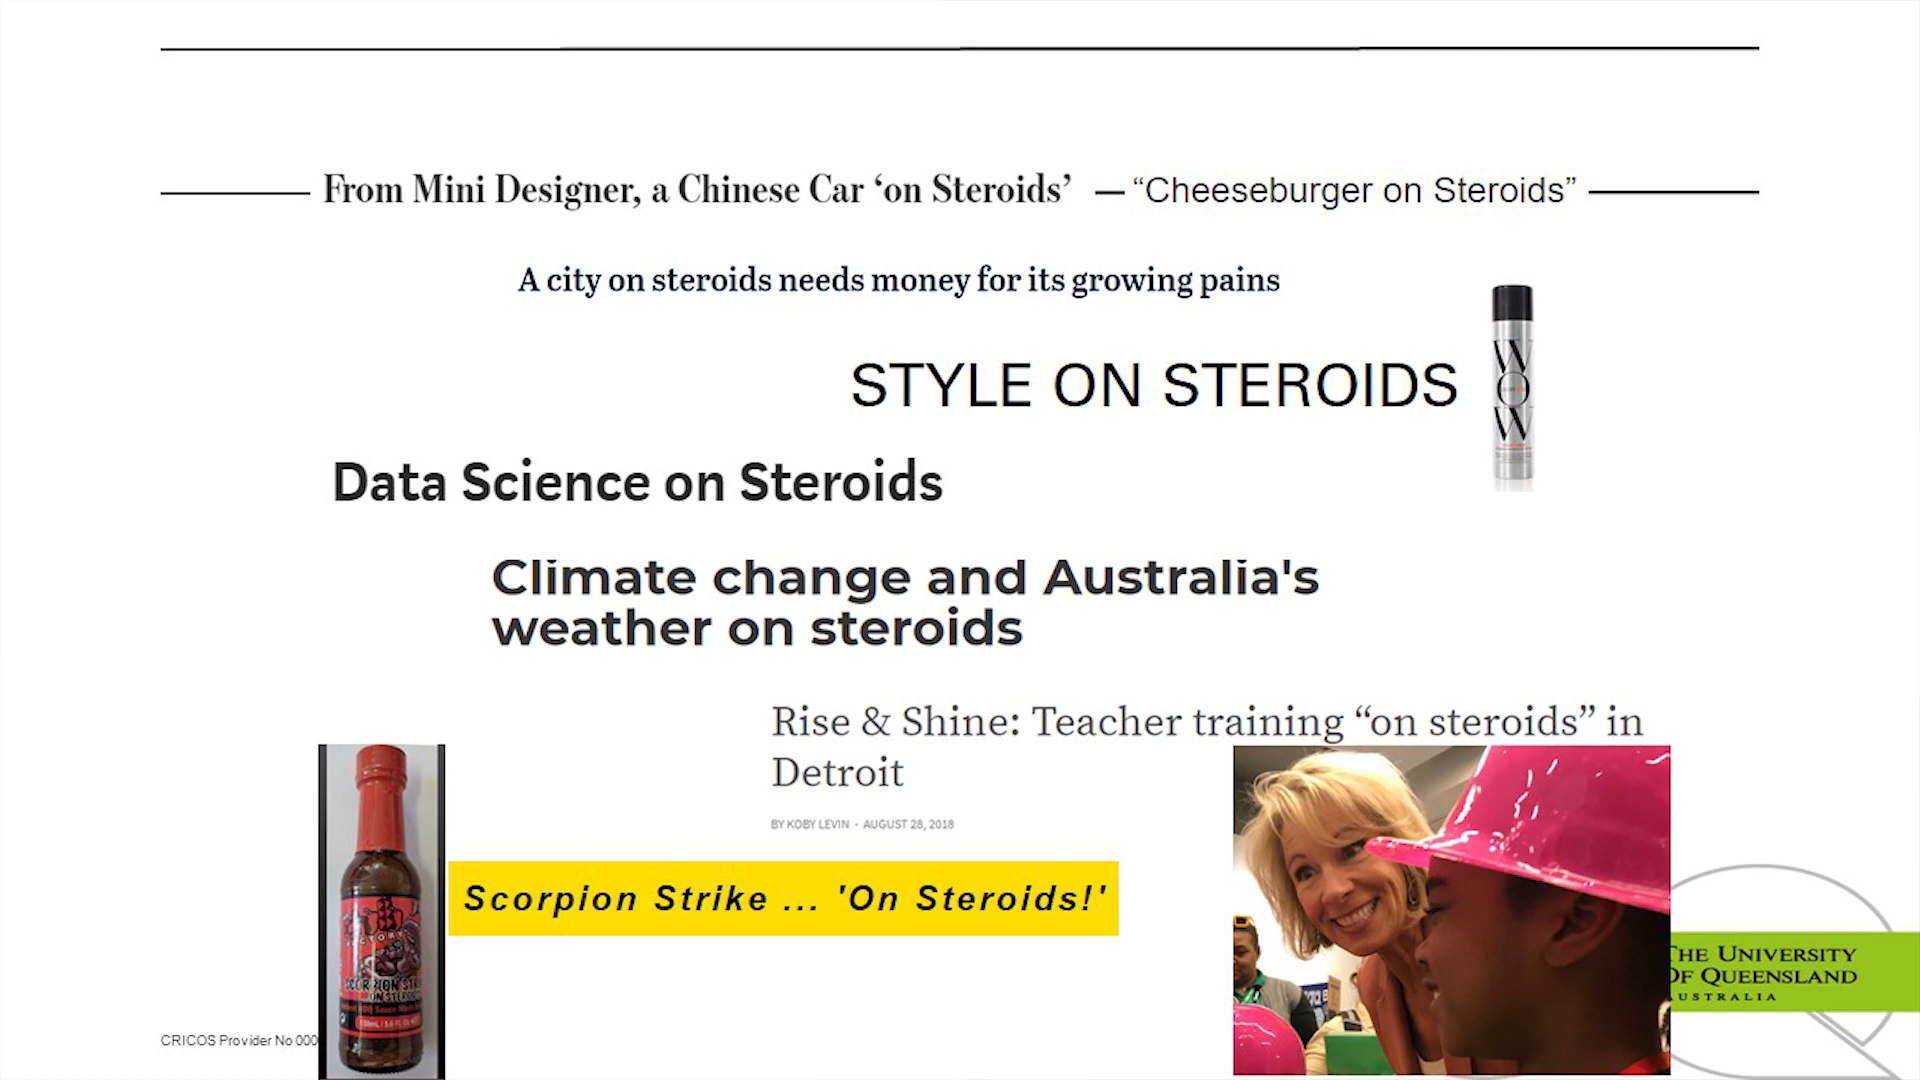 From Mini Designer, a Chinese Car ‘on Steroids’
“Cheeseburger on Steroids”
A city on steroids needs money for its growing pains
STYLE ON STEROIDS
WOW
Data Science on Steroids
Climate change and Australia's
weather on steroids
Rise & Shine: Teacher training “on steroids” in
Detroit
BY KOBY LEVIN - AUGUST 28, 2018
Scorpion Strike ... 'On Steroids!'
FACTORY
THE UNIVERSITY
OF QUEENSLAND
AUSTRALIA
CRICOS Provider No 000